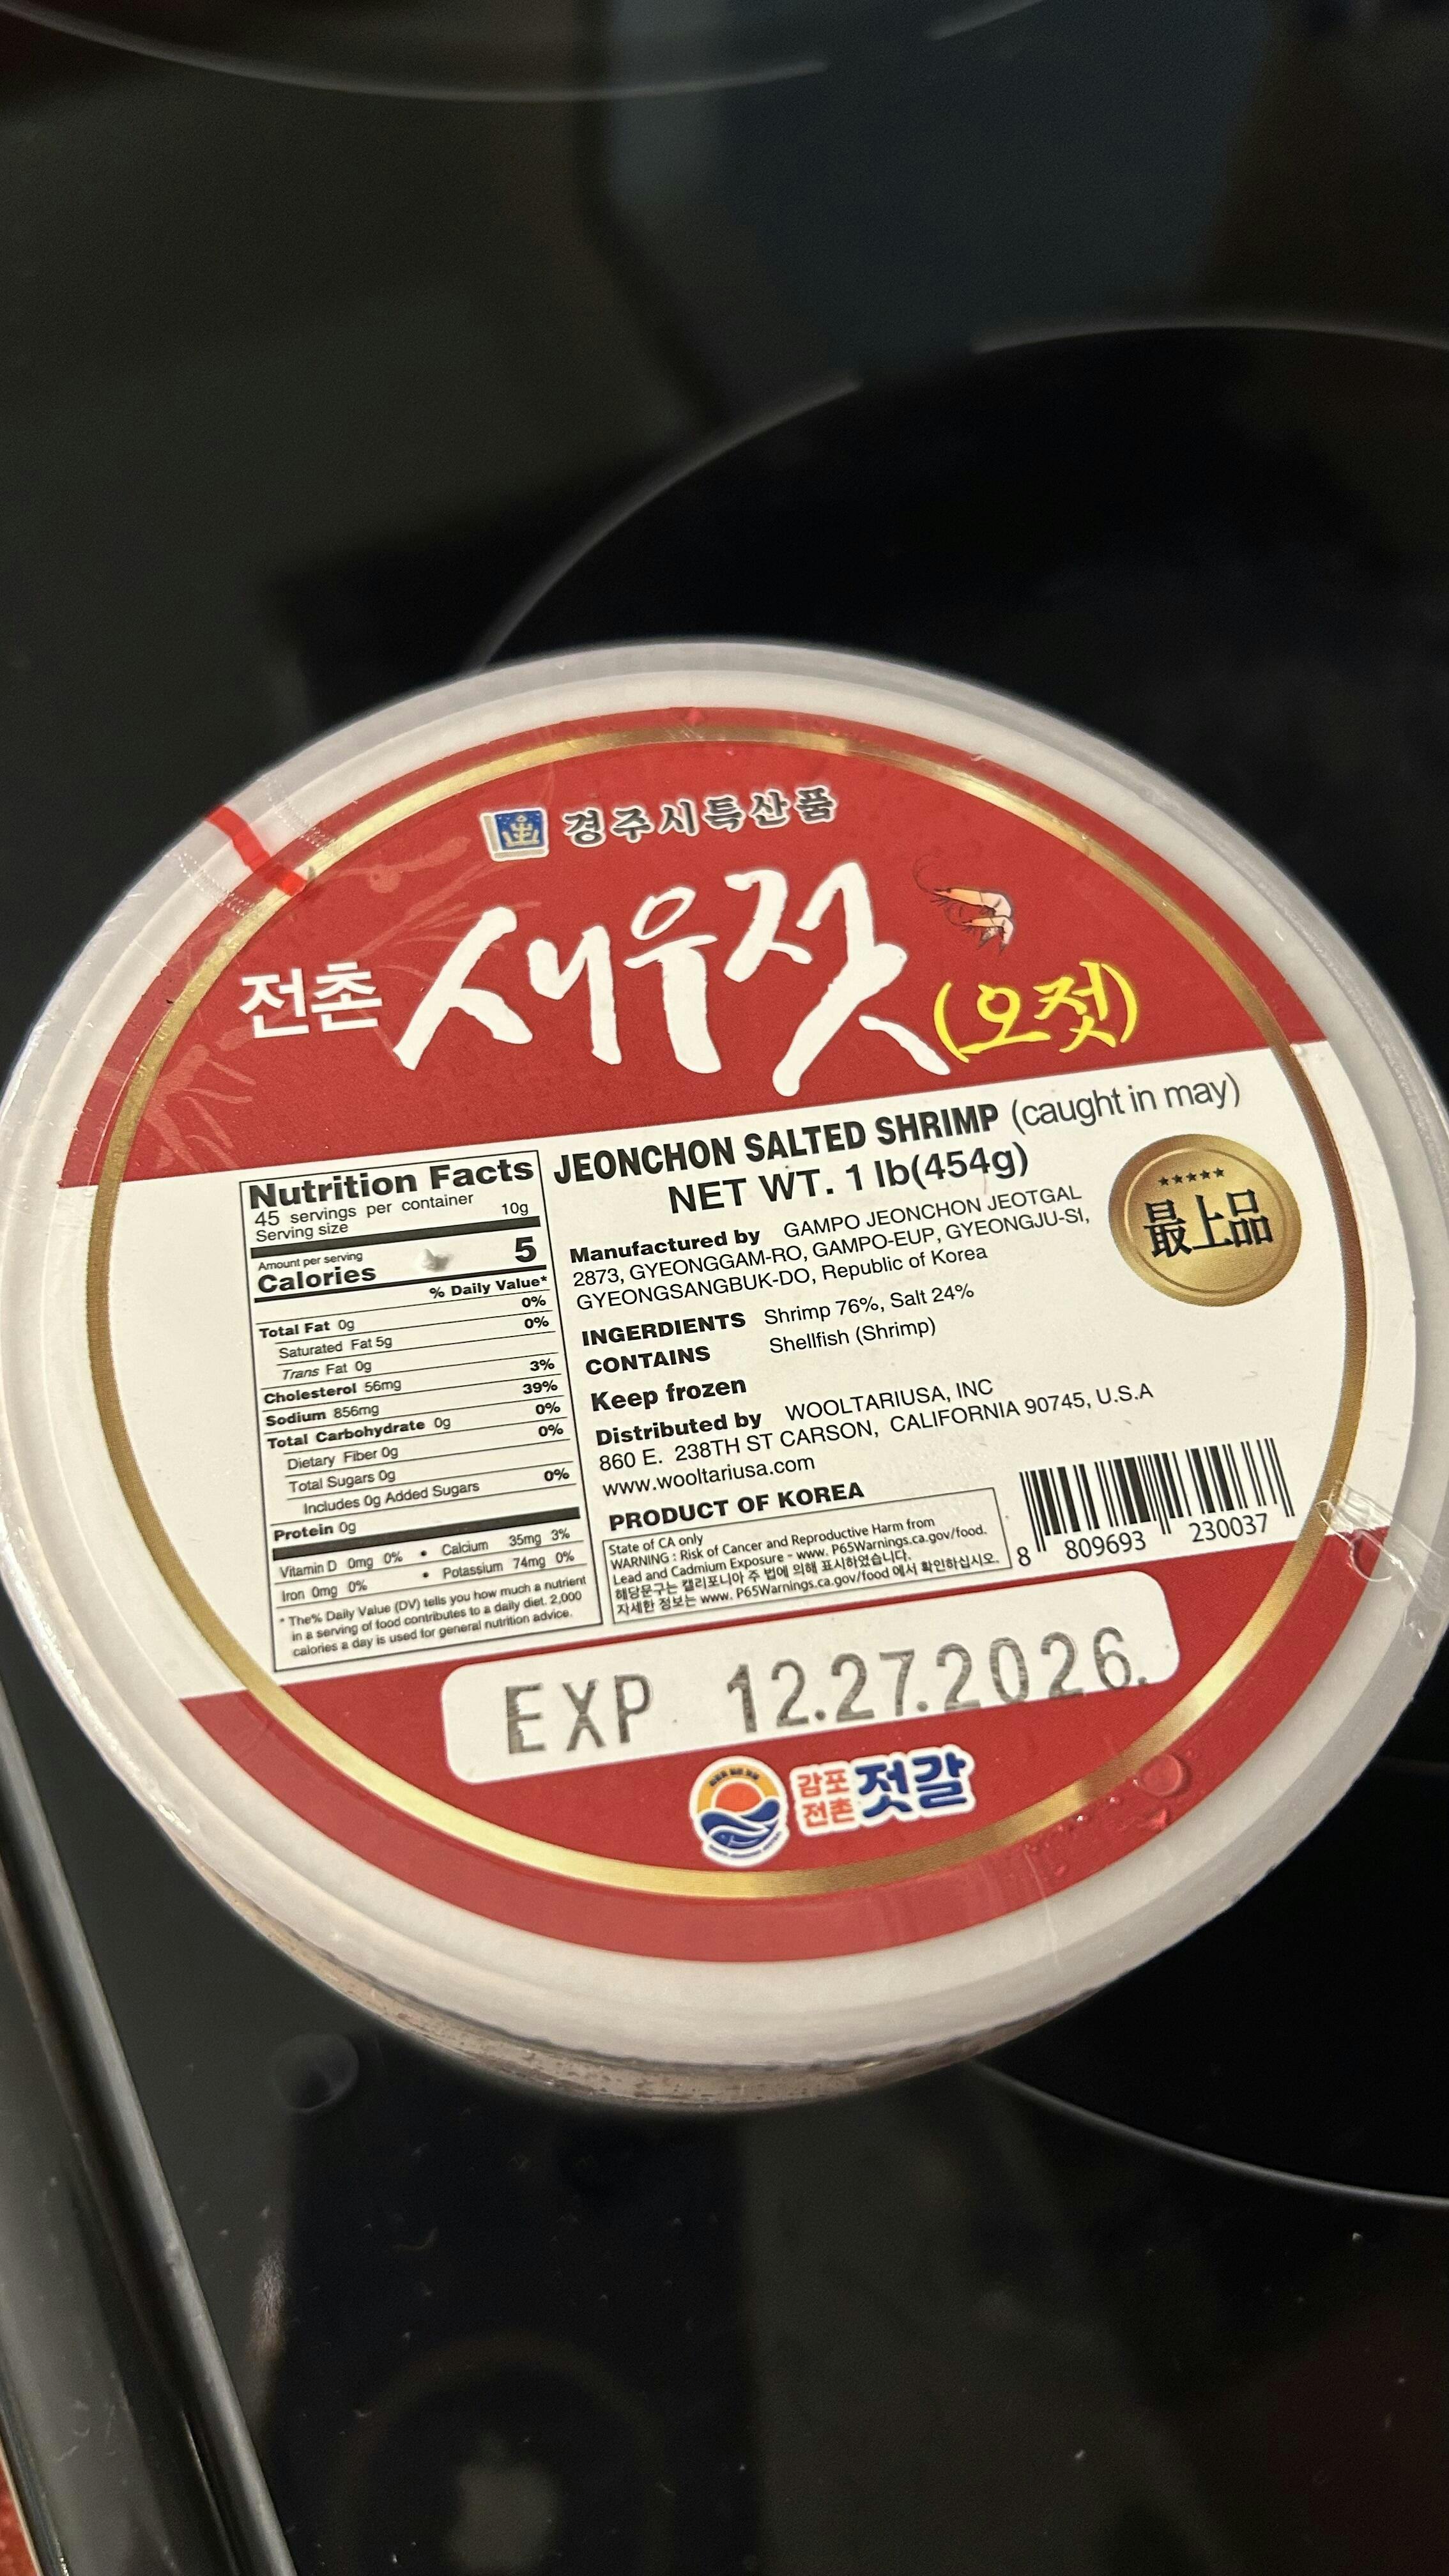 경주시특산품
전촌 새우젓 (오젓)
JEONCHON SALTED SHRIMP (caught in may)
NET WT. 1 lb(454g)
Nutrition Facts
45 servings per container
Serving size 10g
Amount per serving
Calories 5
% Daily Value*
Total Fat 0g 0%
Saturated Fat 5g 0%
Trans Fat 0g
Cholesterol 56mg 3%
Sodium 856mg 39%
Total Carbohydrate 0g 0%
Dietary Fiber 0g 0%
Total Sugars 0g
Includes 0g Added Sugars 0%
Protein 0g
Vitamin D 0mg 0% • Calcium 35mg 3%
Iron 0mg 0% • Potassium 74mg 0%
* The% Daily Value (DV) tells you how much a nutrient
in a serving of food contributes to a daily diet. 2,000
calories a day is used for general nutrition advice.
Manufactured by GAMPO JEONCHON JEOTGAL
2873, GYEONGGAM-RO, GAMPO-EUP, GYEONGJU-SI,
GYEONGSANGBUK-DO, Republic of Korea
INGERDIENTS Shrimp 76%, Salt 24%
CONTAINS Shellfish (Shrimp)
Keep frozen
Distributed by WOOLTARIUSA, INC
860 E. 238TH ST CARSON, CALIFORNIA 90745, U.S.A
www.wooltariusa.com
PRODUCT OF KOREA
State of CA only
WARNING : Risk of Cancer and Reproductive Harm from
Lead and Cadmium Exposure - www. P65Warnings.ca.gov/food.
해당문구는 캘리포니아 주 법에 의해 표시하였습니다.
자세한 정보는 www. P65Warnings.ca.gov/food 에서 확인하십시오.
最上品
8 809693 230037
EXP 12.27.2026.
감포
전촌 젓갈